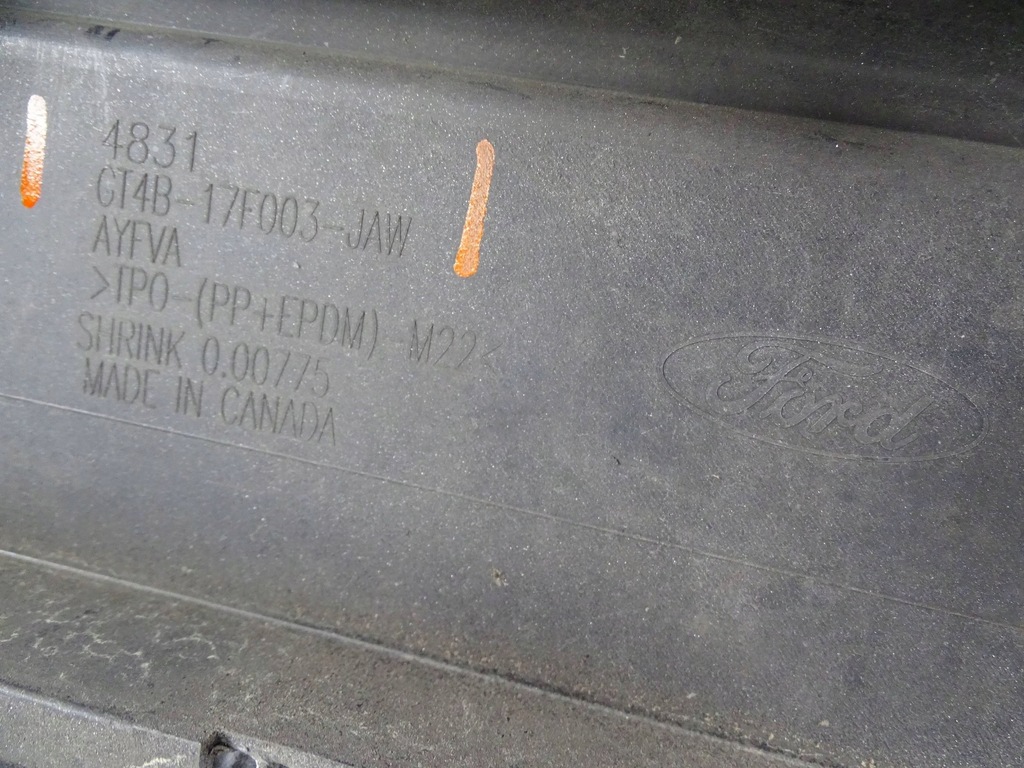 4831
GT4B-17F003-JAW
AYFVA
>TPO-(PP+EPDM)-M22<
SHRINK 0.00775
MADE IN CANADA
Ford